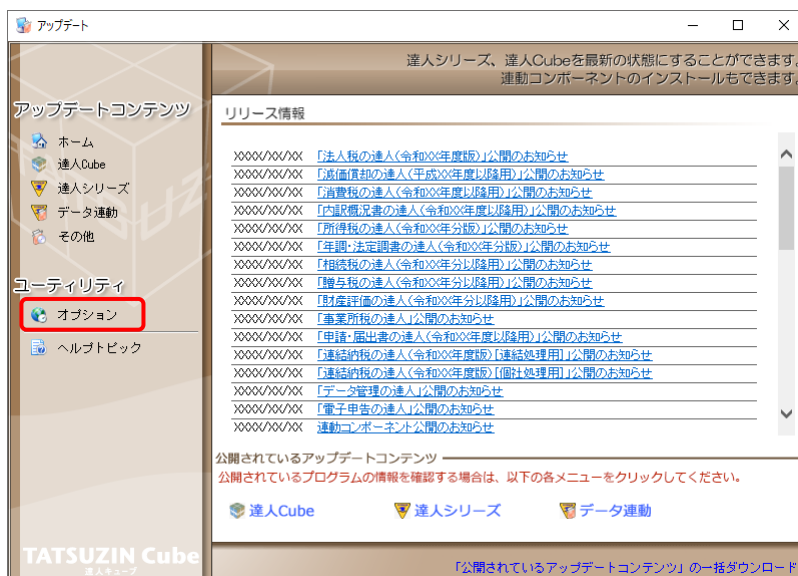 アップデート
達人シリーズ、達人Cubeを最新の状態にすることができます。
連動コンポーネントのインストールもできます。
アップデートコンテンツ
ホーム
達人Cube
達人シリーズ
データ連動
その他
ユーティリティ
オプション
ヘルプトピック
TATSUZIN Cube
達人キューブ
リリース情報
XXXX/XX/XX 「法人税の達人(令和XX年度版)」公開のお知らせ
XXXX/XX/XX 「減価償却の達人(平成XX年度以降用)」公開のお知らせ
XXXX/XX/XX 「消費税の達人(令和XX年度以降用)」公開のお知らせ
XXXX/XX/XX 「内訳概況書の達人(令和XX年度以降用)」公開のお知らせ
XXXX/XX/XX 「所得税の達人(令和XX年分版)」公開のお知らせ
XXXX/XX/XX 「年調・法定調書の達人(令和XX年分版)」公開のお知らせ
XXXX/XX/XX 「相続税の達人(令和XX年分以降用)」公開のお知らせ
XXXX/XX/XX 「贈与税の達人(令和XX年分以降用)」公開のお知らせ
XXXX/XX/XX 「財産評価の達人(令和XX年分以降用)」公開のお知らせ
XXXX/XX/XX 「事業所税の達人」公開のお知らせ
XXXX/XX/XX 「申請・届出書の達人(令和XX年度以降用)」公開のお知らせ
XXXX/XX/XX 「連結納税の達人(令和XX年度版)[連結処理用]」公開のお知らせ
XXXX/XX/XX 「連結納税の達人(令和XX年度版)[個社処理用]」公開のお知らせ
XXXX/XX/XX 「データ管理の達人」公開のお知らせ
XXXX/XX/XX 「電子申告の達人」公開のお知らせ
XXXX/XX/XX 連動コンポーネント公開のお知らせ
公開されているアップデートコンテンツ
公開されているプログラムの情報を確認する場合は、以下の各メニューをクリックしてください。
達人Cube 達人シリーズ データ連動
「公開されているアップデートコンテンツ」の一括ダウンロード